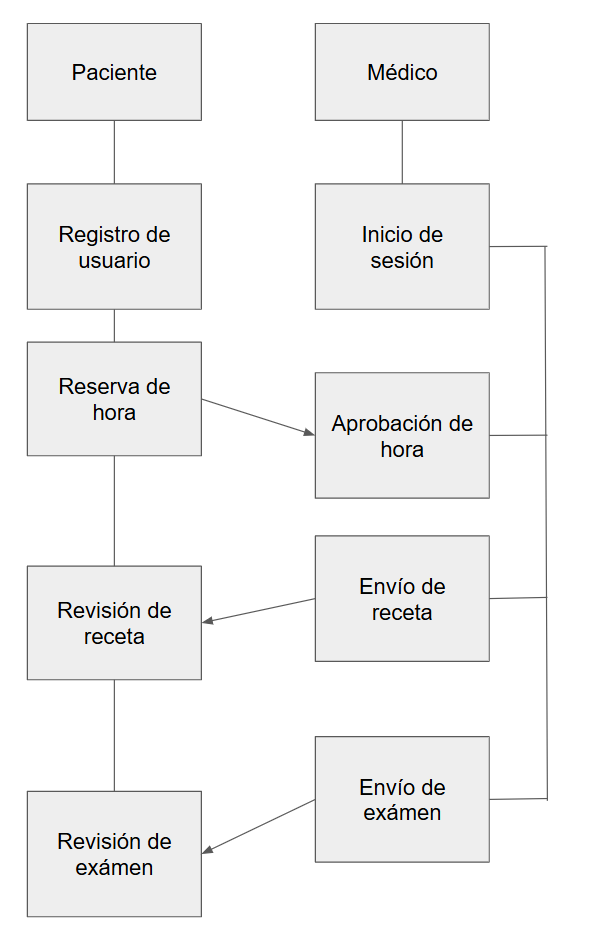 Paciente
Médico
Registro de
usuario
Inicio de
sesión
Reserva de
hora
Aprobación de
hora
Envío de
receta
Revisión de
receta
Envío de
exámen
Revisión de
exámen